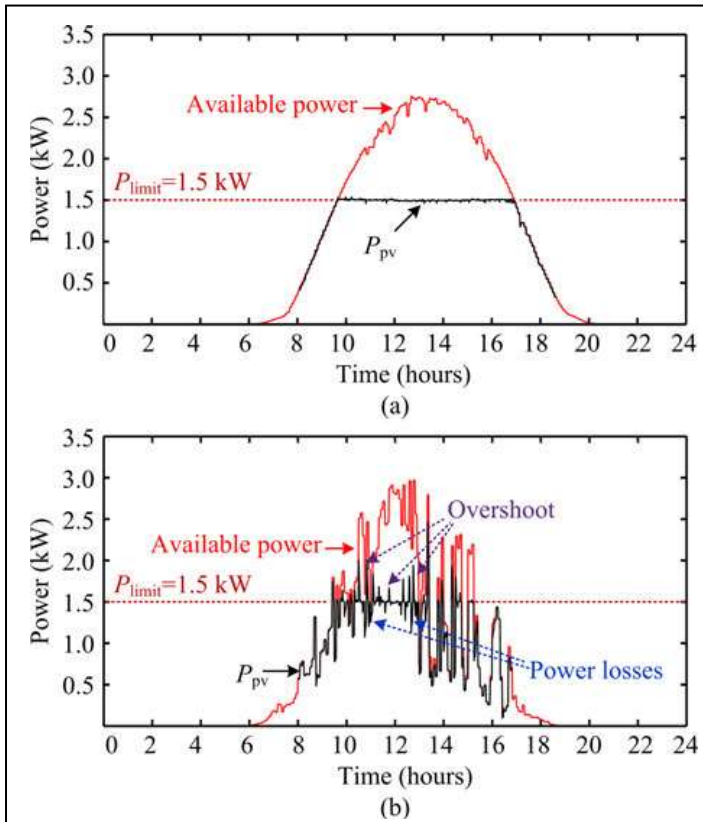 3.5
3.0
2.5
2.0
1.5
1.0
0.5
Power (kW)
Available power
Plimit=1.5 kW
Ppv
0 2 4 6 8 10 12 14 16 18 20 22 24
Time (hours)
(a)
3.5
3.0
2.5
2.0
1.5
1.0
0.5
Power (kW)
Overshoot
Available power
Plimit=1.5 kW
Ppv
Power losses
0 2 4 6 8 10 12 14 16 18 20 22 24
Time (hours)
(b)